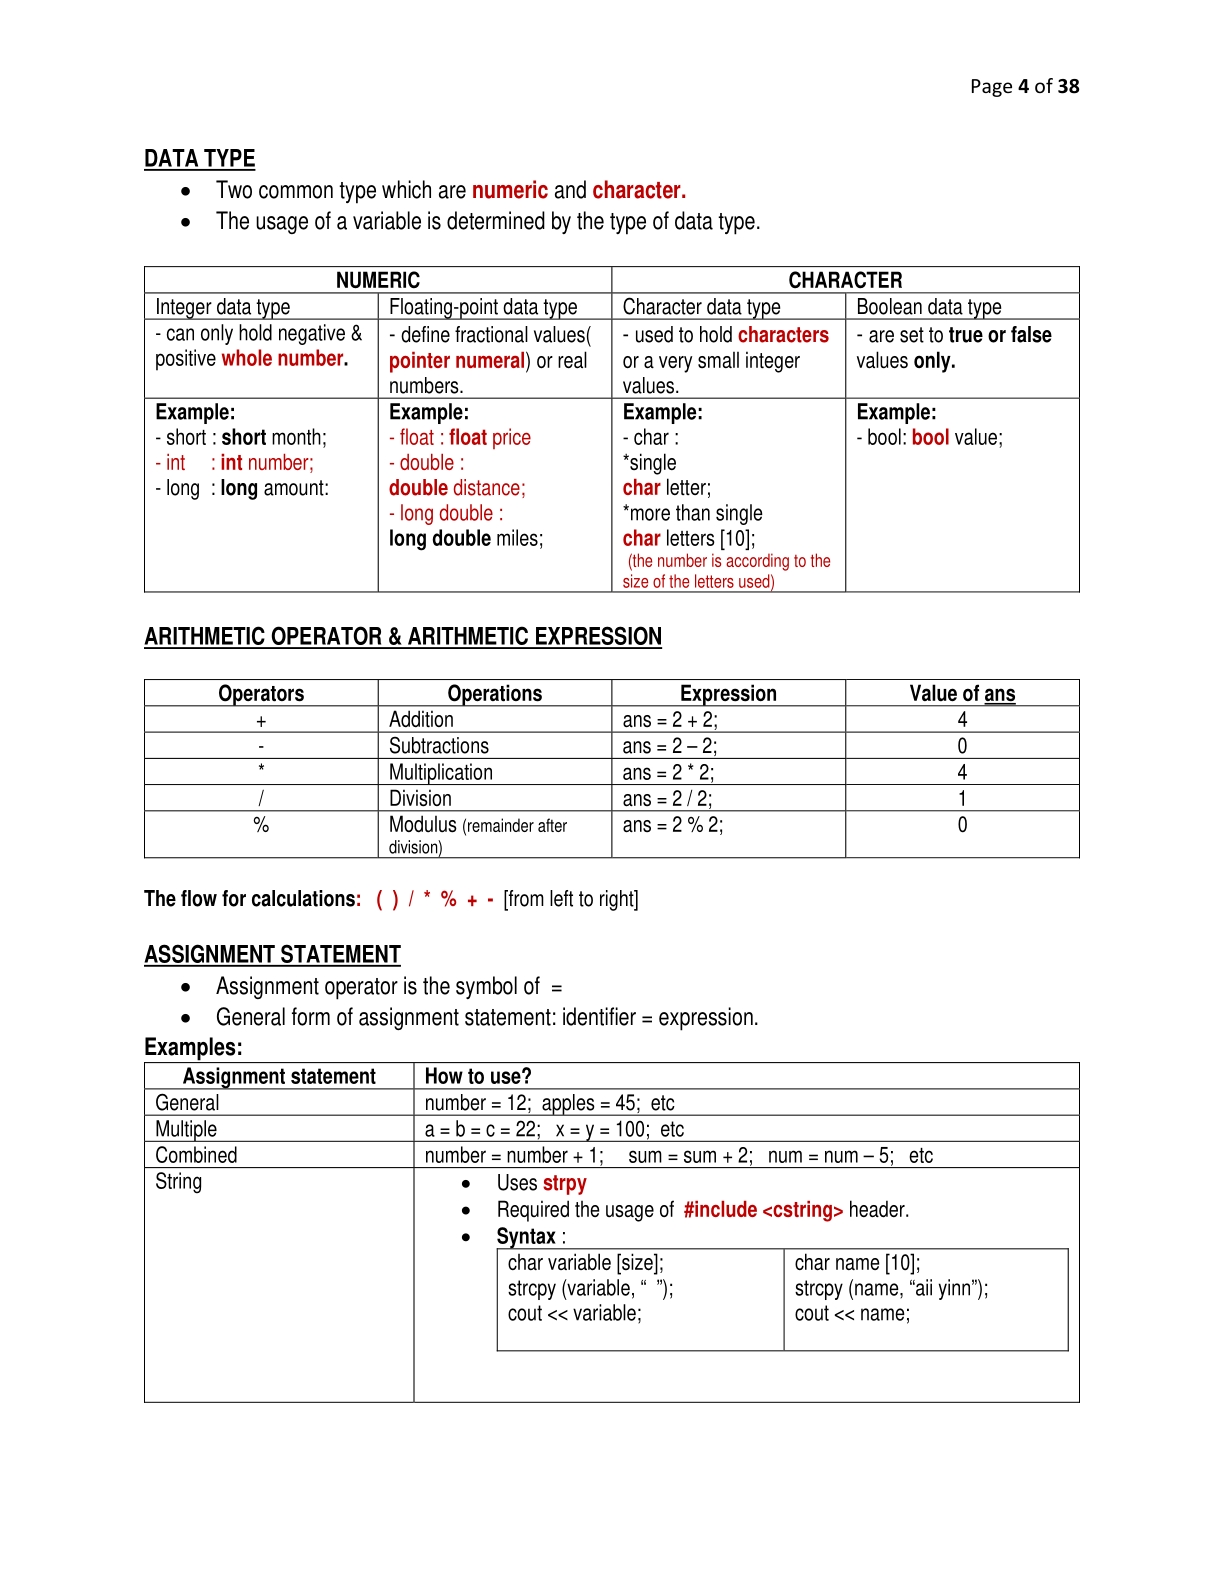 Page 4 of 38
DATA TYPE
• Two common type which are numeric and character.
• The usage of a variable is determined by the type of data type.
NUMERIC CHARACTER
Integer data type Floating-point data type Character data type Boolean data type
- can only hold negative &
positive whole number.
- define fractional values(
pointer numeral) or real
numbers.
- used to hold characters
or a very small integer
values.
- are set to true or false
values only.
Example:
- short : short month;
- int : int number;
- long : long amount:
Example:
- float : float price
- double :
double distance;
- long double :
long double miles;
Example:
- char :
*single
char letter;
*more than single
char letters [10];
(the number is according to the
size of the letters used)
Example:
- bool: bool value;
ARITHMETIC OPERATOR & ARITHMETIC EXPRESSION
Operators Operations Expression Value of ans
+ Addition ans = 2 + 2; 4
- Subtractions ans = 2 – 2; 0
* Multiplication ans = 2 * 2; 4
/ Division ans = 2 / 2; 1
% Modulus (remainder after ans = 2 % 2; 0
division)
The flow for calculations: ( ) / * % + - [from left to right]
ASSIGNMENT STATEMENT
• Assignment operator is the symbol of =
• General form of assignment statement: identifier = expression.
Examples:
Assignment statement How to use?
General number = 12; apples = 45; etc
Multiple a = b = c = 22; x = y = 100; etc
Combined number = number + 1; sum = sum + 2; num = num – 5; etc
String • Uses strpy
• Required the usage of #include <cstring> header.
• Syntax :
char variable [size];
strcpy (variable, “ ”);
cout << variable;
char name [10];
strcpy (name, “aii yinn”);
cout << name;